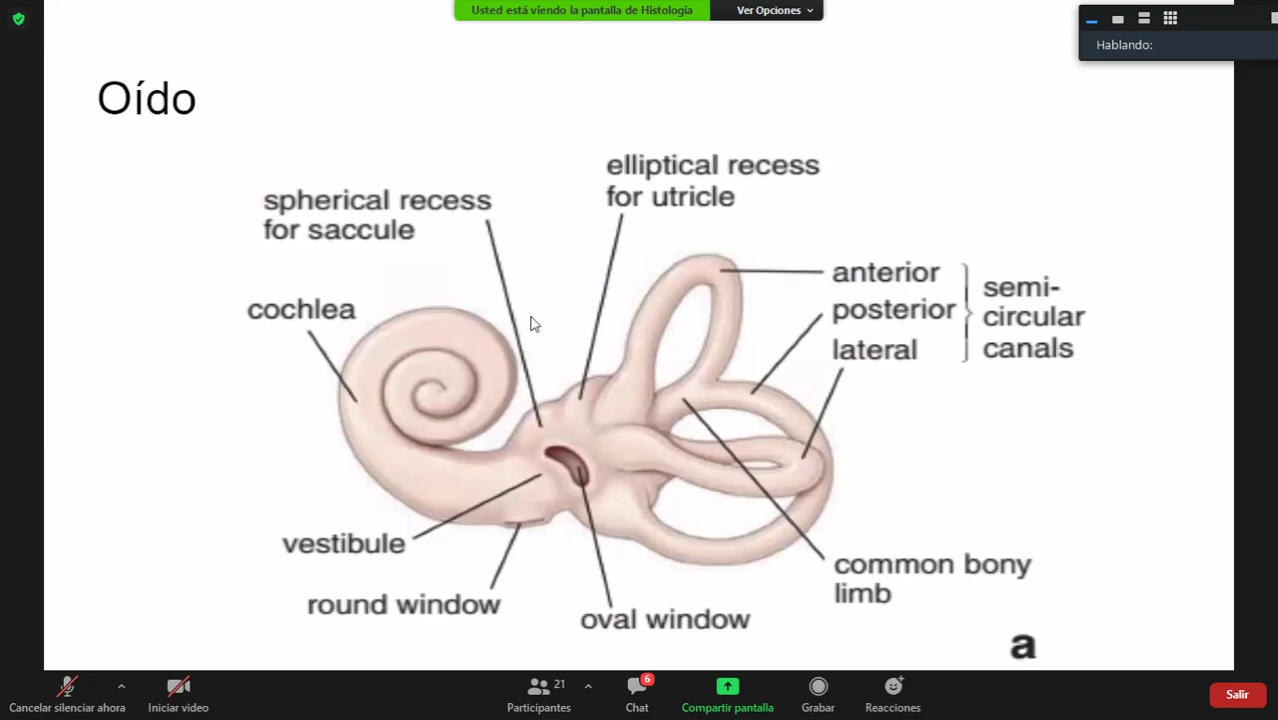 Usted está viendo la pantalla de Histología
Ver Opciones
Hablando:
Oído
elliptical recess
for utricle
spherical recess
for saccule
anterior
posterior
lateral
semi-
circular
canals
cochlea
vestibule
round window
oval window
common bony
limb
a
Cancelar silenciar ahora
Iniciar video
21
Participantes
6
Chat
Compartir pantalla
Grabar
Reacciones
Salir